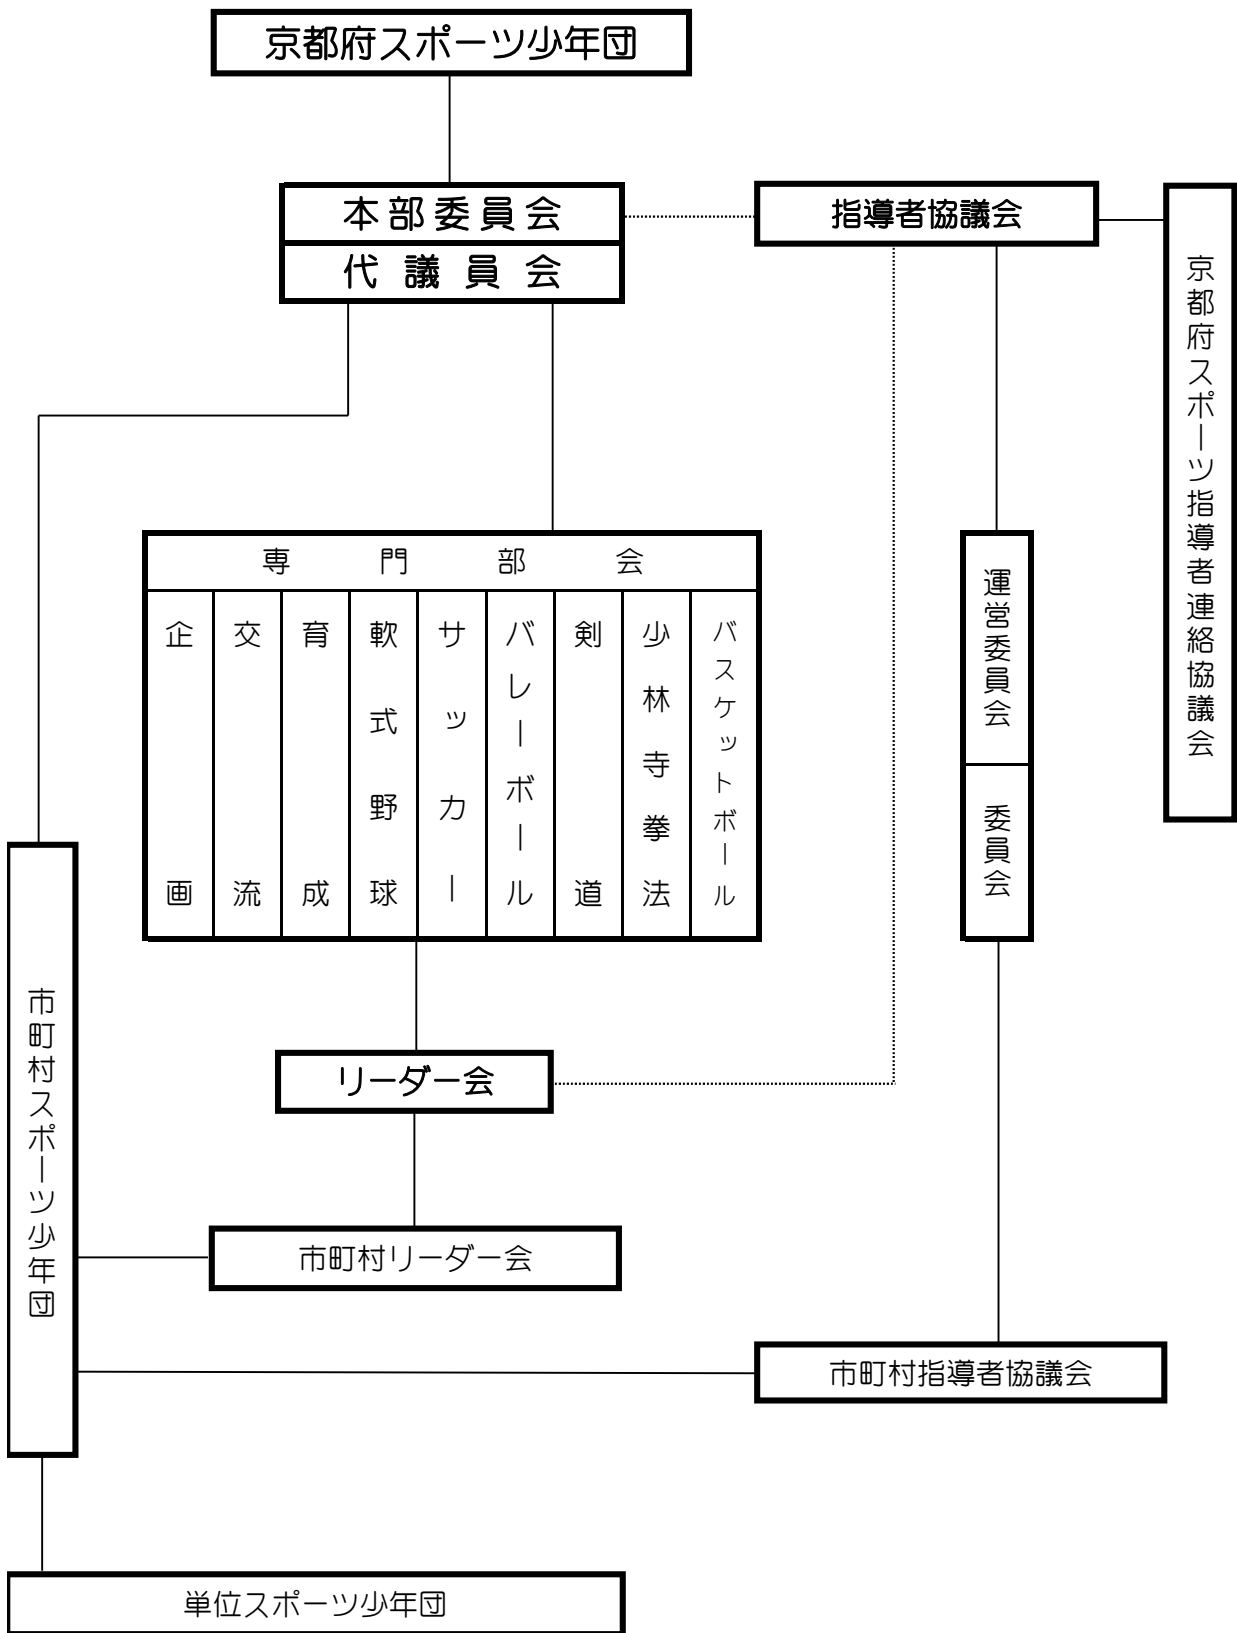 京都府スポーツ少年団
本部委員会
代議員会
指導者協議会
京都府スポーツ指導者連絡協議会
専門部会
企画
交流
育成
軟式野球
サッカー
バレーボール
剣道
少林寺拳法
バスケットボール
運営委員会
委員会
市町村スポーツ少年団
リーダー会
市町村リーダー会
市町村指導者協議会
単位スポーツ少年団